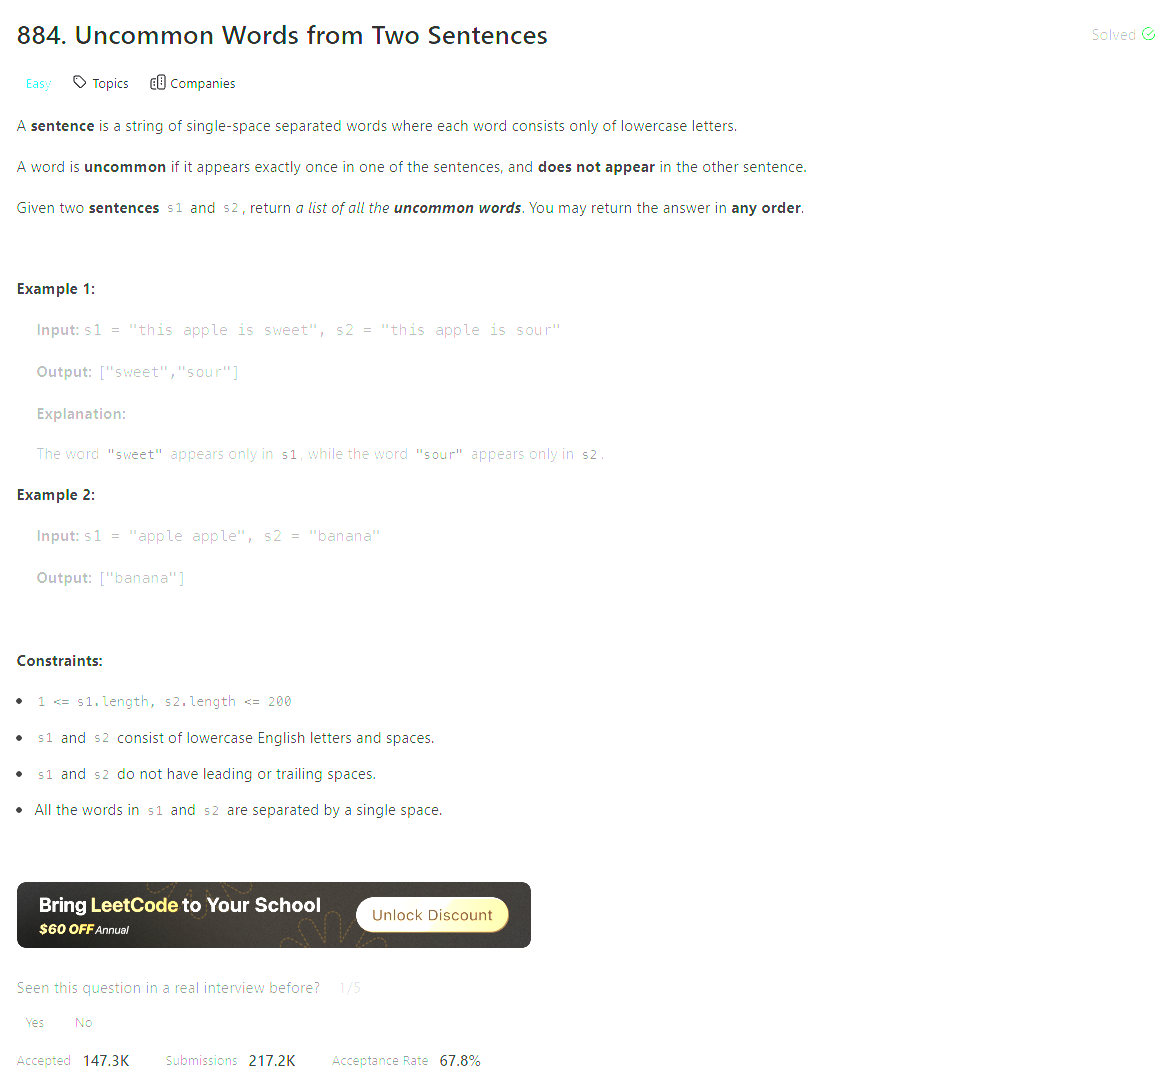 884. Uncommon Words from Two Sentences
Solved
Easy Topics Companies
A sentence is a string of single-space separated words where each word consists only of lowercase letters.
A word is uncommon if it appears exactly once in one of the sentences, and does not appear in the other sentence.
Given two sentences s1 and s2, return a list of all the uncommon words. You may return the answer in any order.
Example 1:
Input: s1 = "this apple is sweet", s2 = "this apple is sour"
Output: ["sweet","sour"]
Explanation:
The word "sweet" appears only in s1, while the word "sour" appears only in s2.
Example 2:
Input: s1 = "apple apple", s2 = "banana"
Output: ["banana"]
Constraints:
• 1 <= s1.length, s2.length <= 200
• s1 and s2 consist of lowercase English letters and spaces.
• s1 and s2 do not have leading or trailing spaces.
• All the words in s1 and s2 are separated by a single space.
Bring LeetCode to Your School
$60 OFF Annual
Unlock Discount
Seen this question in a real interview before? 1/5
Yes No
Accepted 147.3K Submissions 217.2K Acceptance Rate 67.8%